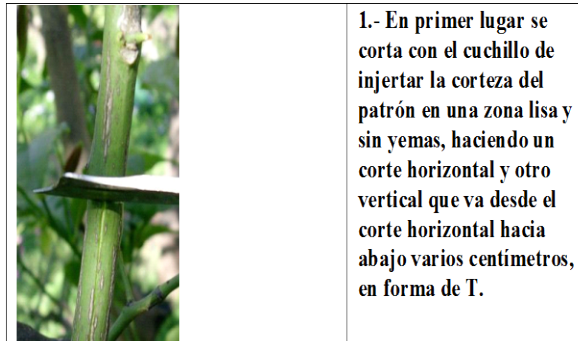 1.- En primer lugar se
corta con el cuchillo de
injertar la corteza del
patrón en una zona lisa y
sin yemas, haciendo un
corte horizontal y otro
vertical que va desde el
corte horizontal hacia
abajo varios centímetros,
en forma de T.